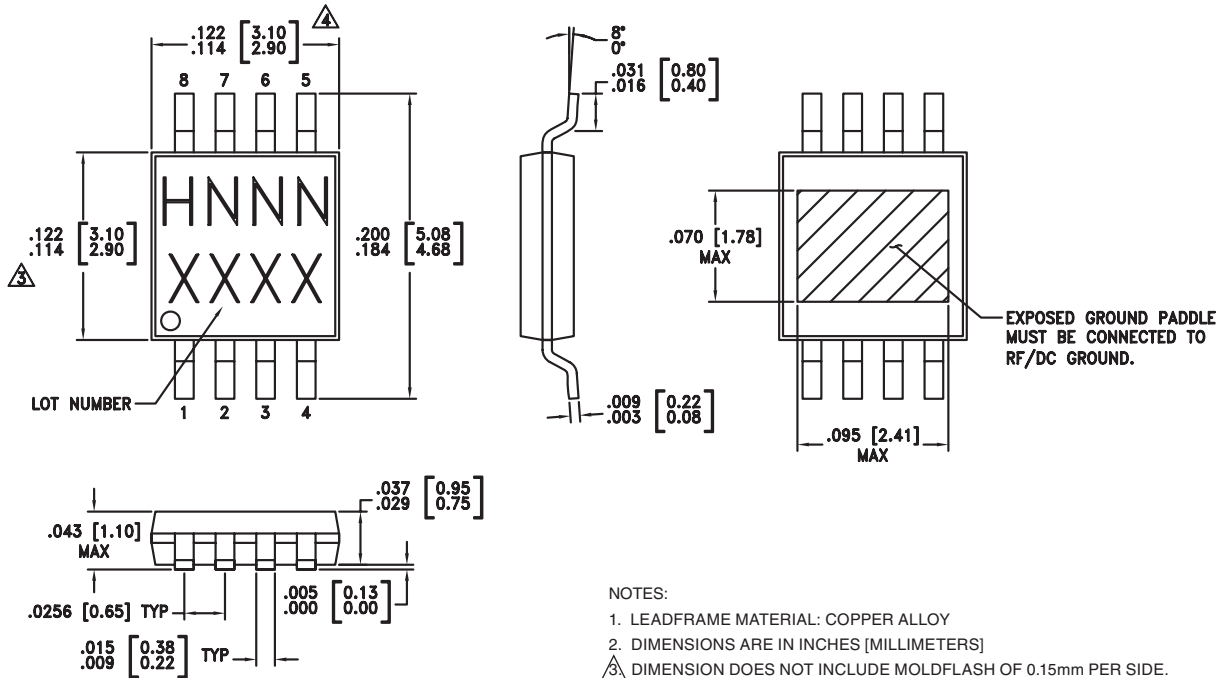 .122 [3.10]
.114 [2.90]
4
8 7 6 5
HNNN
XXXX
.122 [3.10]
.114 [2.90]
3
.200 [5.08]
.184 [4.68]
LOT NUMBER
1 2 3 4
8°
0°
.031 [0.80]
.016 [0.40]
.009 [0.22]
.003 [0.08]
.070 [1.78]
MAX
EXPOSED GROUND PADDLE
MUST BE CONNECTED TO
RF/DC GROUND.
.095 [2.41]
MAX
.043 [1.10]
MAX
.037 [0.95]
.029 [0.75]
.005 [0.13]
.000 [0.00]
.0256 [0.65] TYP
.015 [0.38]
.009 [0.22]
TYP
NOTES:
1. LEADFRAME MATERIAL: COPPER ALLOY
2. DIMENSIONS ARE IN INCHES [MILLIMETERS]
3. DIMENSION DOES NOT INCLUDE MOLDFLASH OF 0.15mm PER SIDE.